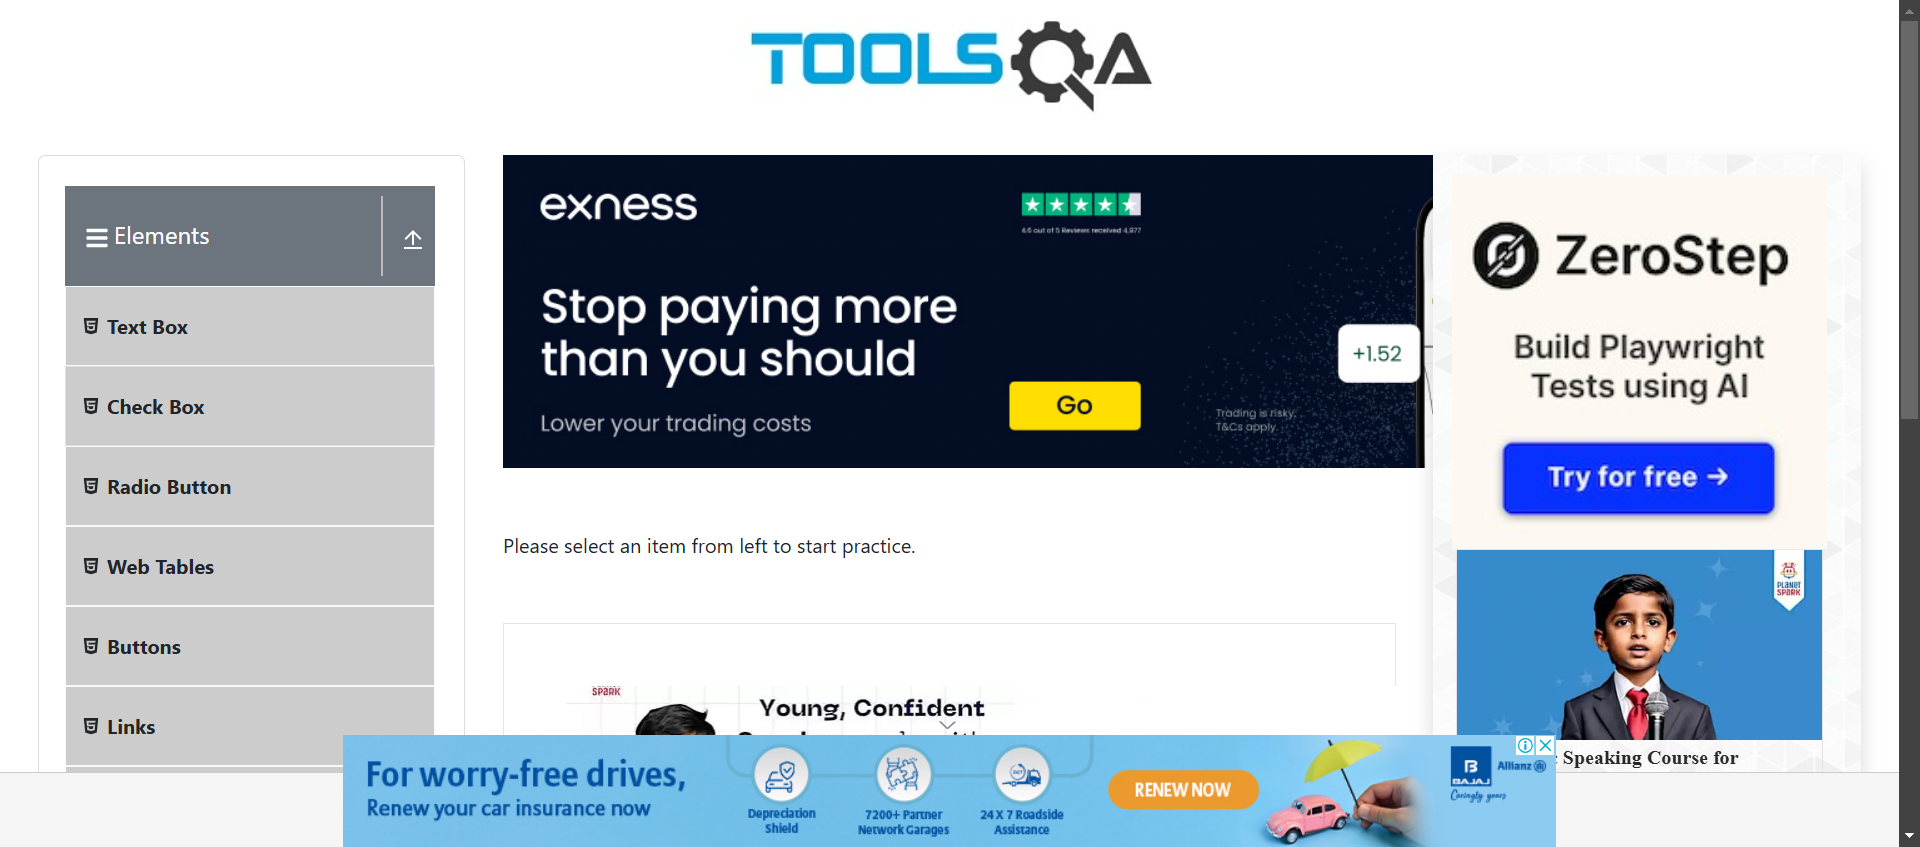 TOOLSQA
Elements
Text Box
Check Box
Radio Button
Web Tables
Buttons
Links
exness
4.6 out of 5 Reviews received 4,977
Stop paying more
than you should
Lower your trading costs
Go
Trading is risky.
T&Cs apply.
+1.52
ZeroStep
Build Playwright
Tests using AI
Try for free →
Please select an item from left to start practice.
SPARK
Young, Confident
PLANET
SPARK
Speaking Course for
For worry-free drives,
Renew your car insurance now
Depreciation
Shield
7200+ Partner
Network Garages
24 X 7 Roadside
Assistance
RENEW NOW
B
BAJAJ
Allianz
Caringly yours